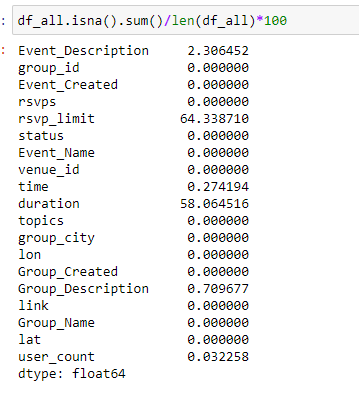 : df_all.isna().sum()/len(df_all)*100
: Event_Description 2.306452
group_id 0.000000
Event_Created 0.000000
rsvps 0.000000
rsvp_limit 64.338710
status 0.000000
Event_Name 0.000000
venue_id 0.000000
time 0.274194
duration 58.064516
topics 0.000000
group_city 0.000000
lon 0.000000
Group_Created 0.000000
Group_Description 0.709677
link 0.000000
Group_Name 0.000000
lat 0.000000
user_count 0.032258
dtype: float64